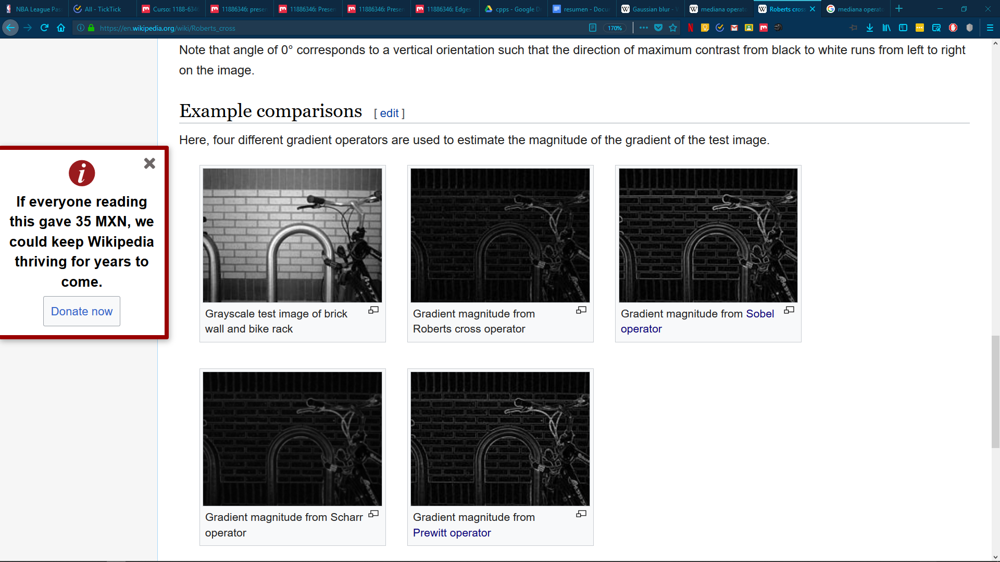 NBA League Pas
All - TickTick
Curso: 1188-6346
11886346: presen
11886346: Presen
11886346: Presen
11886346: Edges
cpps - Google D
resumen - Docu
Gaussian blur - W
mediana operato
Roberts cross
mediana operato
https://en.wikipedia.org/wiki/Roberts_cross
170%
Note that angle of 0° corresponds to a vertical orientation such that the direction of maximum contrast from black to white runs from left to right
on the image.
Example comparisons [ edit ]
Here, four different gradient operators are used to estimate the magnitude of the gradient of the test image.
If everyone reading
this gave 35 MXN, we
could keep Wikipedia
thriving for years to
come.
Donate now
Grayscale test image of brick
wall and bike rack
Gradient magnitude from
Roberts cross operator
Gradient magnitude from Sobel
operator
Gradient magnitude from Scharr
operator
Gradient magnitude from
Prewitt operator